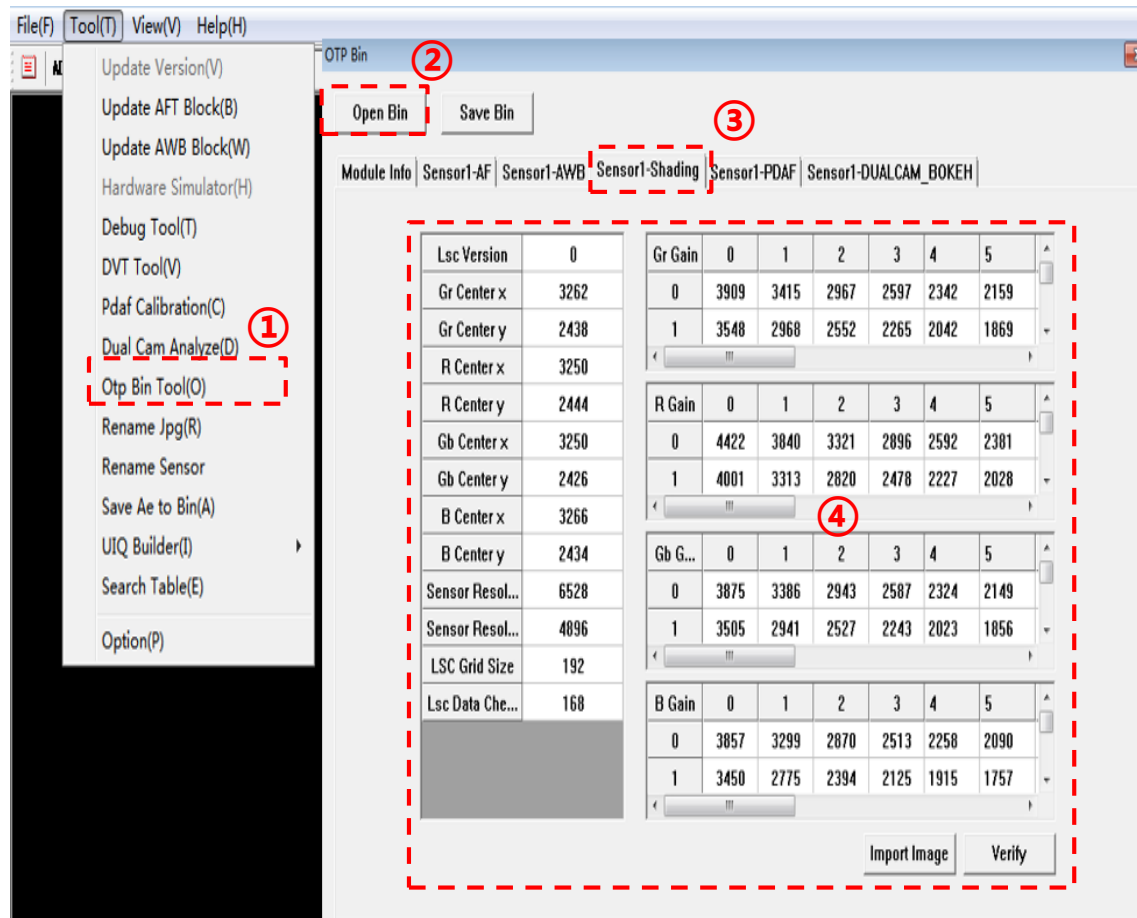 File(F) Tool(T) View(V) Help(H)
Update Version(V)
Update AFT Block(B)
Update AWB Block(W)
Hardware Simulator(H)
Debug Tool(T)
DVT Tool(V)
Pdaf Calibration(C)
①
Dual Cam Analyze(D)
Otp Bin Tool(O)
Rename Jpg(R)
Rename Sensor
Save Ae to Bin(A)
UIQ Builder(I)
Search Table(E)
Option(P)
OTP Bin
②
Open Bin Save Bin
③
Module Info Sensor1-AF Sensor1-AWB Sensor1-Shading Sensor1-PDAF Sensor1-DUALCAM_BOKEH
Lsc Version 0
Gr Center x 3262
Gr Center y 2438
R Center x 3250
R Center y 2444
Gb Center x 3250
Gb Center y 2426
B Center x 3266
B Center y 2434
Sensor Resol... 6528
Sensor Resol... 4896
LSC Grid Size 192
Lsc Data Che... 168
Gr Gain 0 1 2 3 4 5
0 3909 3415 2967 2597 2342 2159
1 3548 2968 2552 2265 2042 1869
R Gain 0 1 2 3 4 5
0 4422 3840 3321 2896 2592 2381
1 4001 3313 2820 2478 2227 2028
④
Gb G... 0 1 2 3 4 5
0 3875 3386 2943 2587 2324 2149
1 3505 2941 2527 2243 2023 1856
B Gain 0 1 2 3 4 5
0 3857 3299 2870 2513 2258 2090
1 3450 2775 2394 2125 1915 1757
Import Image Verify